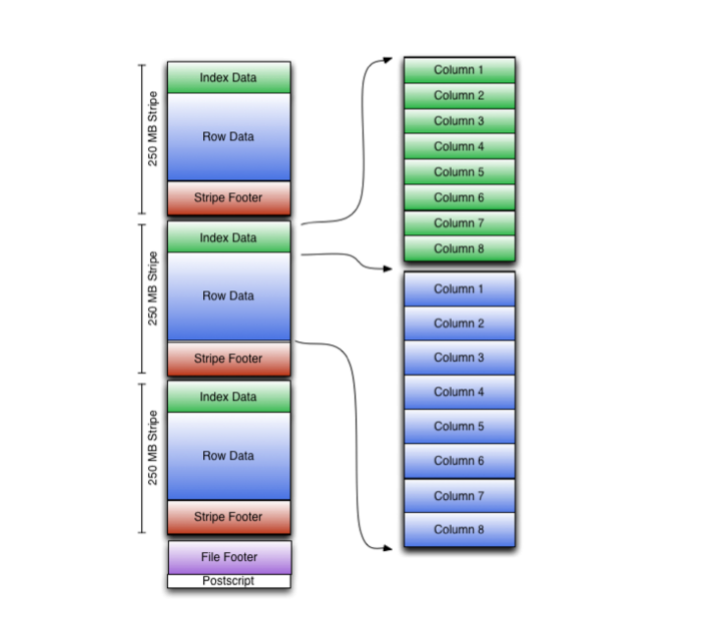 250 MB Stripe
Index Data
Row Data
Stripe Footer
250 MB Stripe
Index Data
Row Data
Stripe Footer
250 MB Stripe
Index Data
Row Data
Stripe Footer
File Footer
Postscript
Column 1
Column 2
Column 3
Column 4
Column 5
Column 6
Column 7
Column 8
Column 1
Column 2
Column 3
Column 4
Column 5
Column 6
Column 7
Column 8